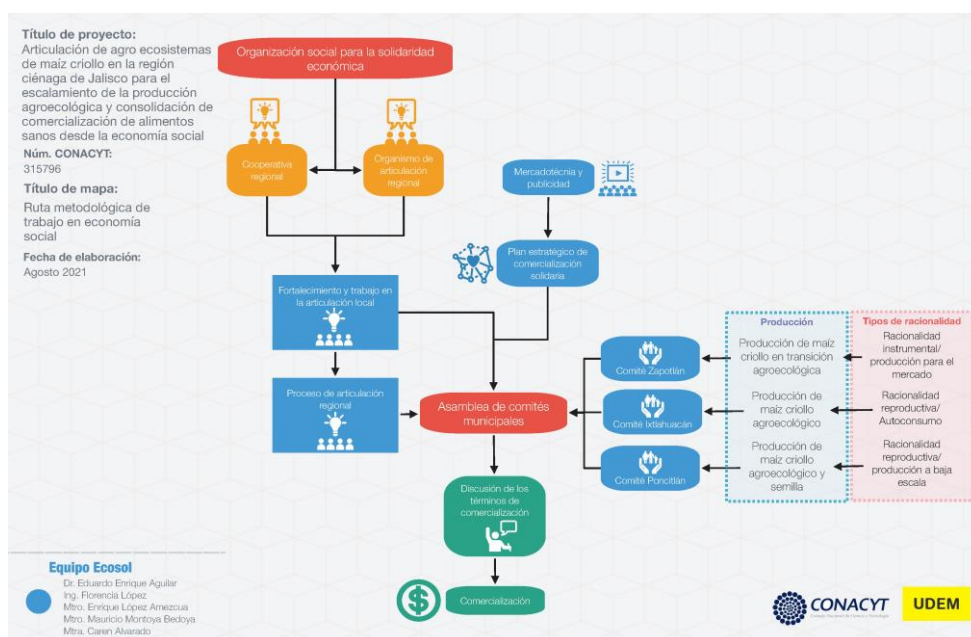 Título de proyecto:
Articulación de agro ecosistemas
de maíz criollo en la región
ciénaga de Jalisco para el
escalamiento de la producción
agroecológica y consolidación de
comercialización de alimentos
sanos desde la economía social
Núm. CONACYT:
315796
Título de mapa:
Ruta metodológica de
trabajo en economía
social
Fecha de elaboración:
Agosto 2021
Organización social para la solidaridad
económica
Cooperativa
regional
Organismo de
articulación
regional
Mercadotécnia y
publicidad
Plan estratégico de
comercialización
solidaria
Fortalecimiento y trabajo en
la articulación local
Proceso de articulación
regional
Asamblea de comités
municipales
Comité Zapotlán
Comité Ixtlahuacán
Comité Poncitlán
Producción
Producción de maíz
criollo en transición
agroecológica
Producción de
maíz criollo
agroecológico
Producción de
maíz criollo
agroecológico y
semilla
Tipos de racionalidad
Racionalidad
instrumental/
producción para el
mercado
Racionalidad
reproductiva/
Autoconsumo
Racionalidad
reproductiva/
producción a baja
escala
Discusión de los
términos de
comercialización
Comercialización
Equipo Ecosol
Dr. Eduardo Enrique Aguilar
Ing. Florencia López
Mtro. Enrique López Amezcua
Mtro. Mauricio Montoya Bedoya
Mtra. Caren Alvarado
CONACYT
UDEM